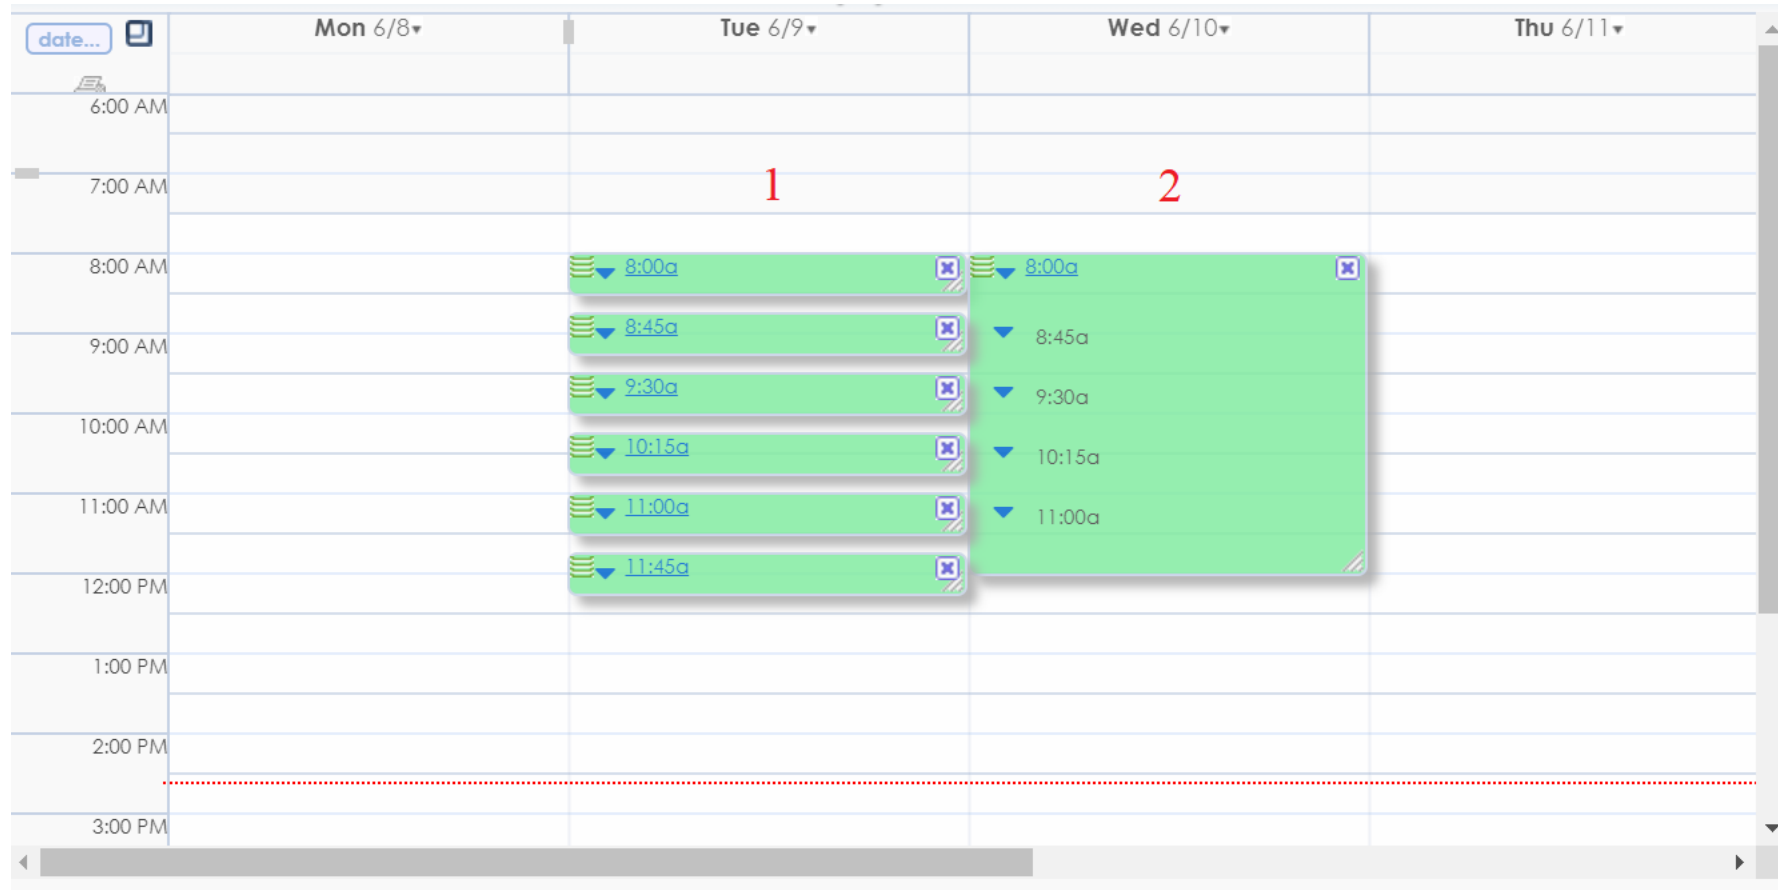 date...
Mon 6/8
Tue 6/9
Wed 6/10
Thu 6/11
6:00 AM
7:00 AM
1
2
8:00 AM
8:00a
8:00a
8:45a
8:45a
9:00 AM
9:30a
9:30a
10:00 AM
10:15a
10:15a
11:00 AM
11:00a
11:00a
11:45a
12:00 PM
1:00 PM
2:00 PM
3:00 PM